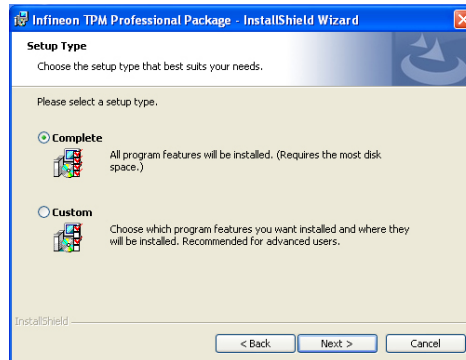 Infineon TPM Professional Package - InstallShield Wizard
Setup Type
Choose the setup type that best suits your needs.
Please select a setup type.
Complete
All program features will be installed. (Requires the most disk
space.)
Custom
Choose which program features you want installed and where they
will be installed. Recommended for advanced users.
InstallShield
< Back
Next >
Cancel